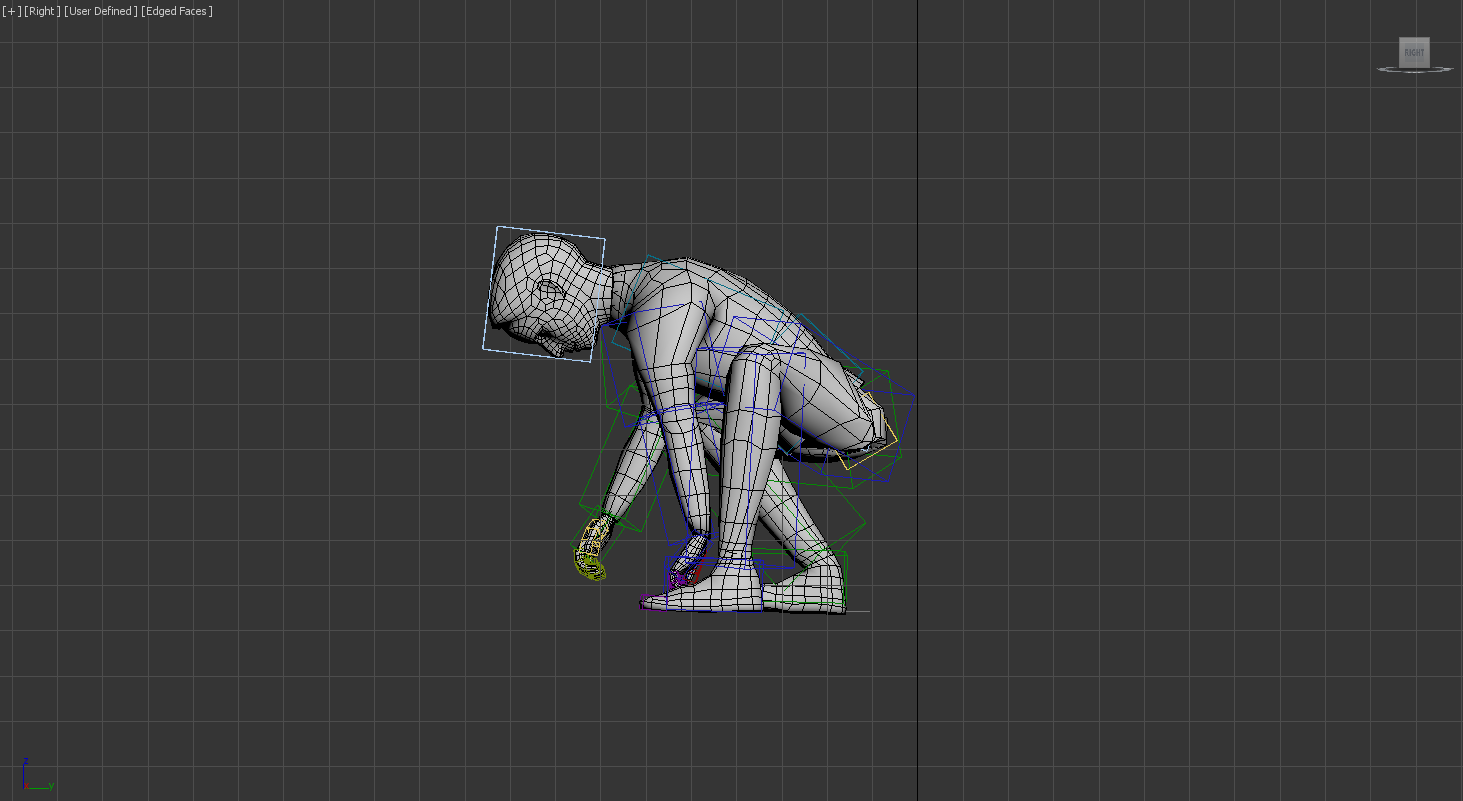 [+] [Right] [User Defined] [Edged Faces]
RIGHT
z
y